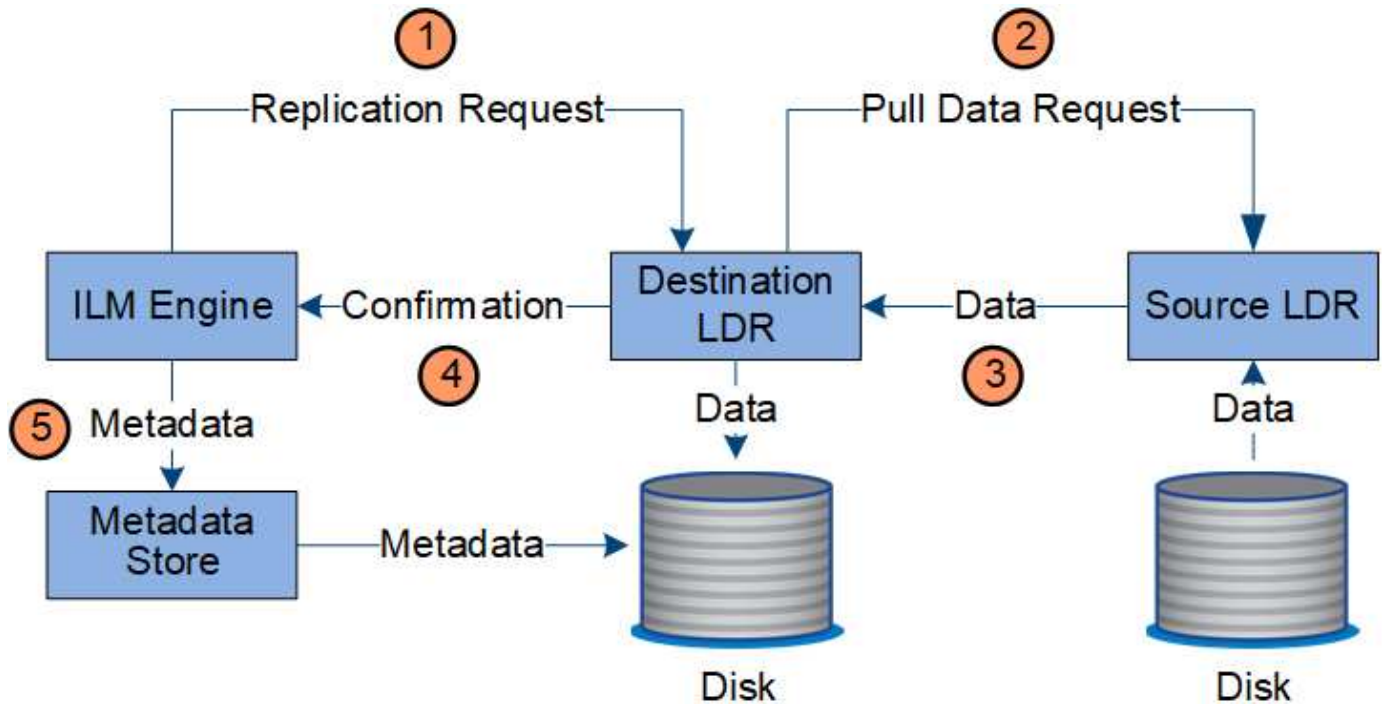 1
2
Replication Request
Pull Data Request
ILM Engine
Confirmation
Destination
LDR
Data
Source LDR
4
3
5
Metadata
Data
Data
Metadata
Store
Metadata
Disk
Disk